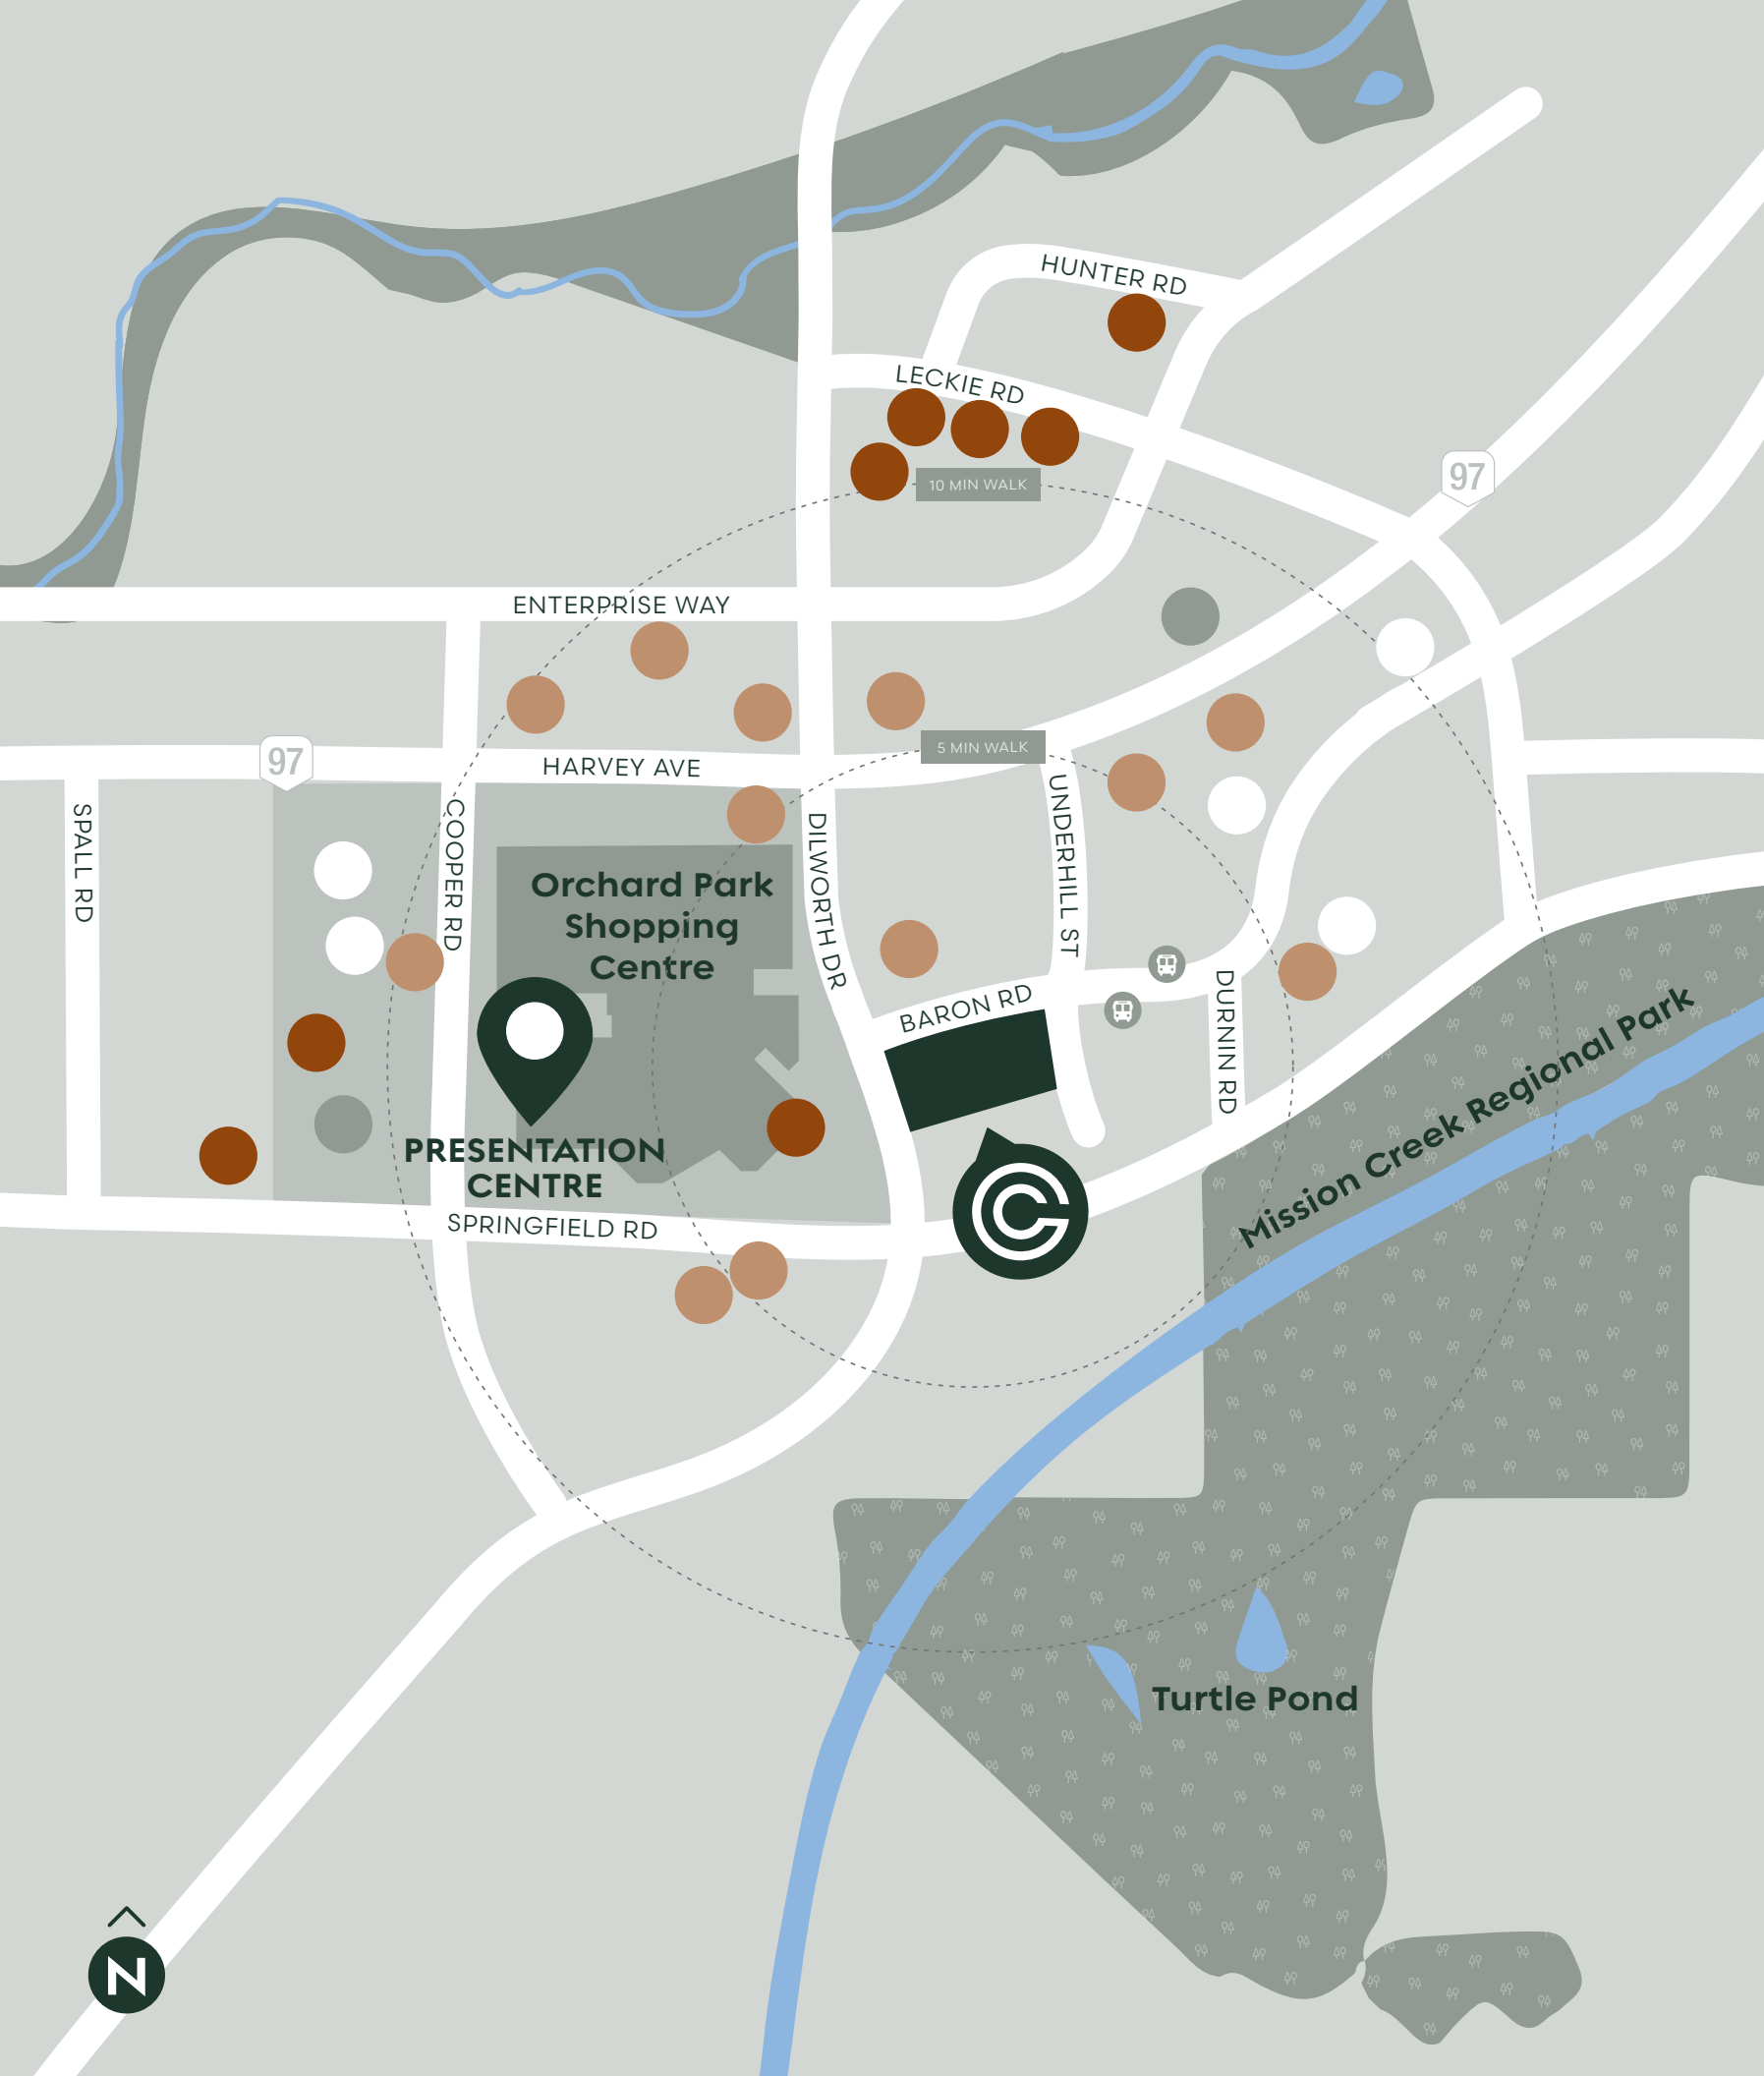 HUNTER RD
LECKIE RD
97
10 MIN WALK
ENTERPRISE WAY
5 MIN WALK
97
HARVEY AVE
SPALL RD
COOPER RD
DILWORTH DR
UNDERHILL ST
Orchard Park
Shopping
Centre
BARON RD
DURNIN RD
Mission Creek Regional Park
PRESENTATION
CENTRE
SPRINGFIELD RD
Turtle Pond
N